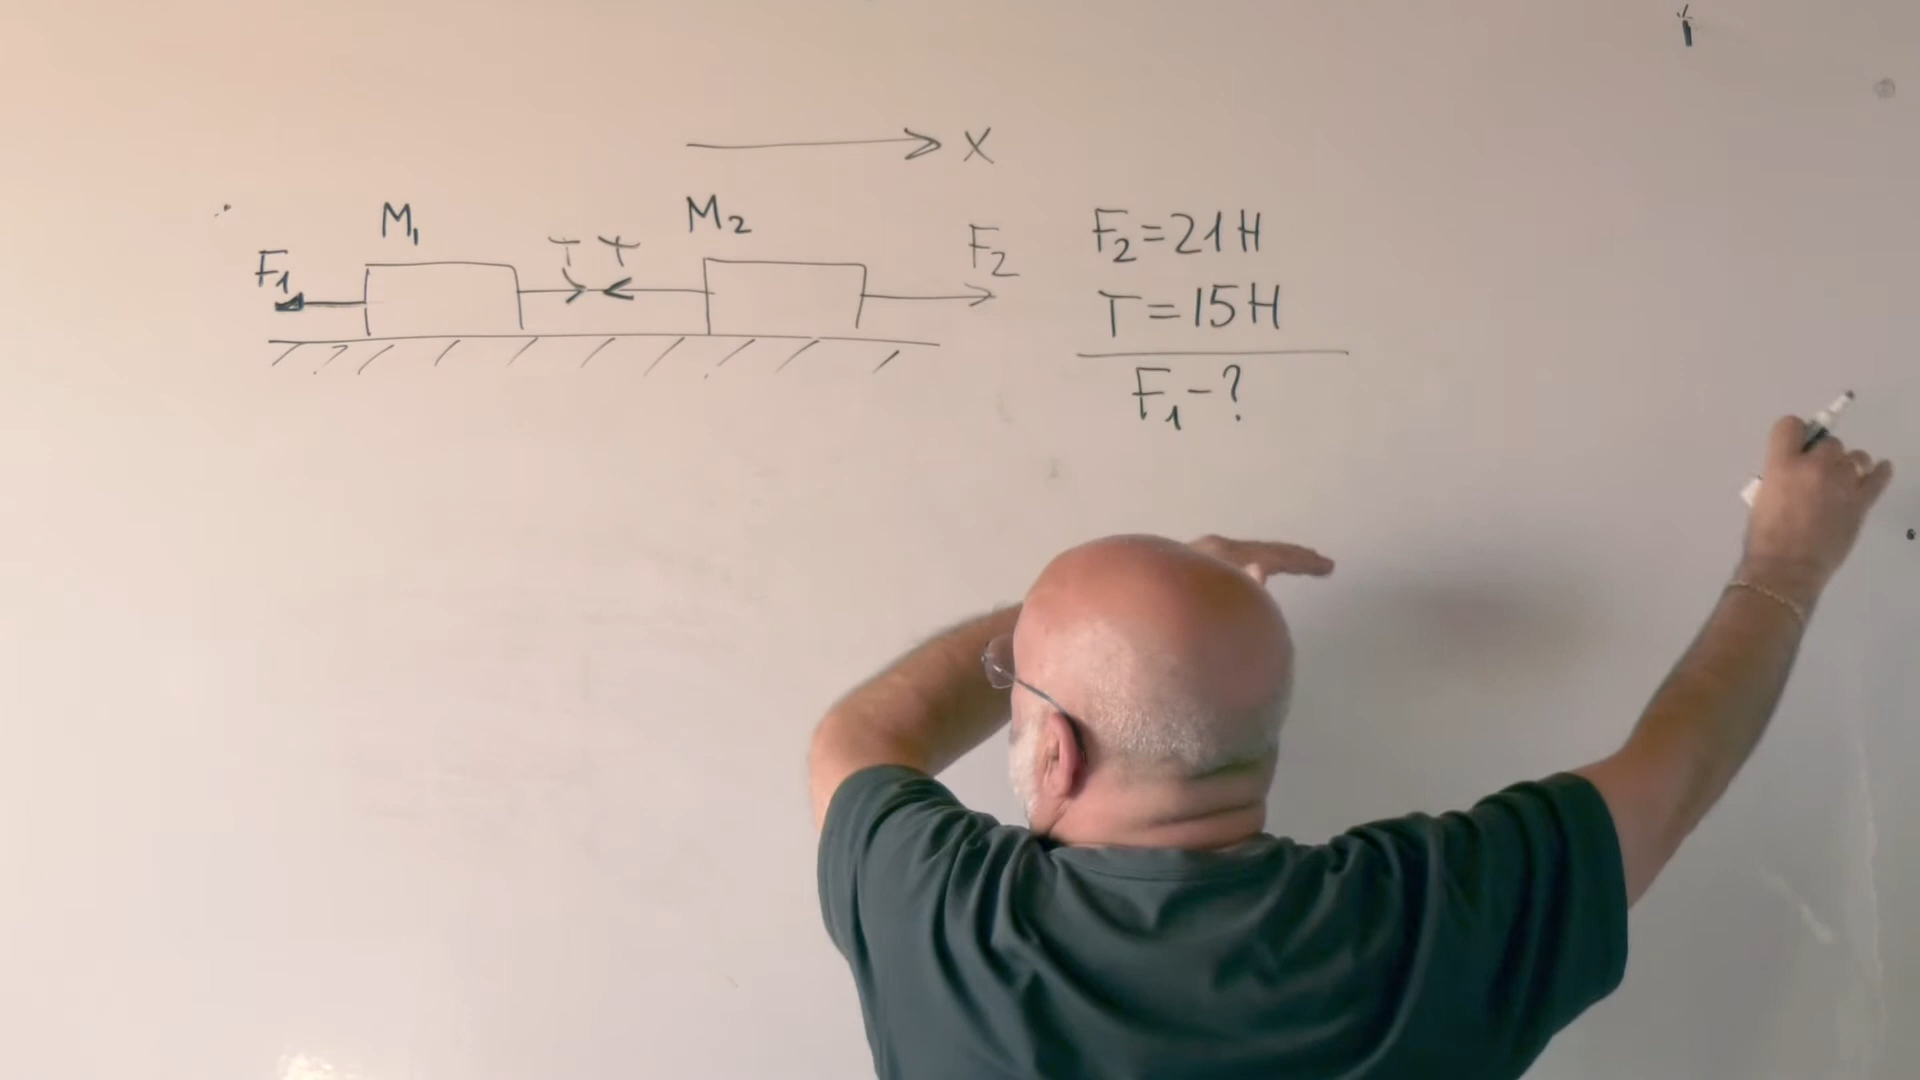 X
M₁
M₂
F₁
T T
F₂
F₂=21H
T=15H
F₁-?